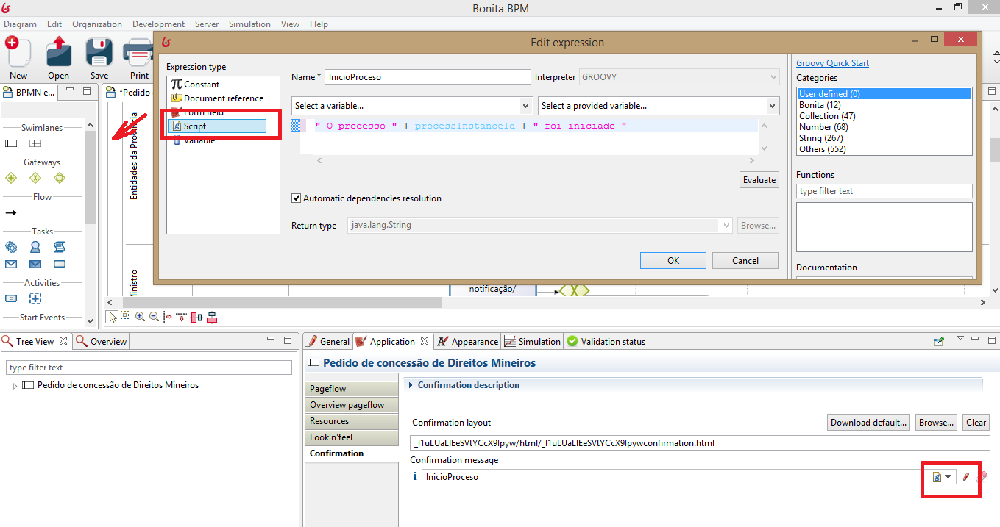 Bonita BPM
Diagram Edit Organization Development Server Simulation View Help
New Open Save Print
BPMN e...
*Pedido
Swimlanes
Gateways
Flow
Tasks
Activities
Start Events
Entidades da Província
Ministro
notificação/
Edit expression
Expression type
Constant
Document reference
Form field
Script
Variable
Name * InicioProceso Interpreter GROOVY
Select a variable... Select a provided variable...
" O processo " + processInstanceId + " foi iniciado "
Evaluate
Automatic dependencies resolution
Return type java.lang.String Browse...
OK Cancel
Groovy Quick Start
Categories
User defined (0)
Bonita (12)
Collection (47)
Number (68)
String (267)
Others (552)
Functions
type filter text
Documentation
Tree View Overview
type filter text
Pedido de concessão de Direitos Mineiros
General Application Appearance Simulation Validation status
Pedido de concessão de Direitos Mineiros
Pageflow
Overview pageflow
Resources
Look'n'feel
Confirmation
Confirmation description
Confirmation layout Download default... Browse... Clear
_I1uLUaLIEeSVtYCcX9Ipyw/html/_I1uLUaLIEeSVtYCcX9Ipywconfirmation.html
Confirmation message
InicioProceso